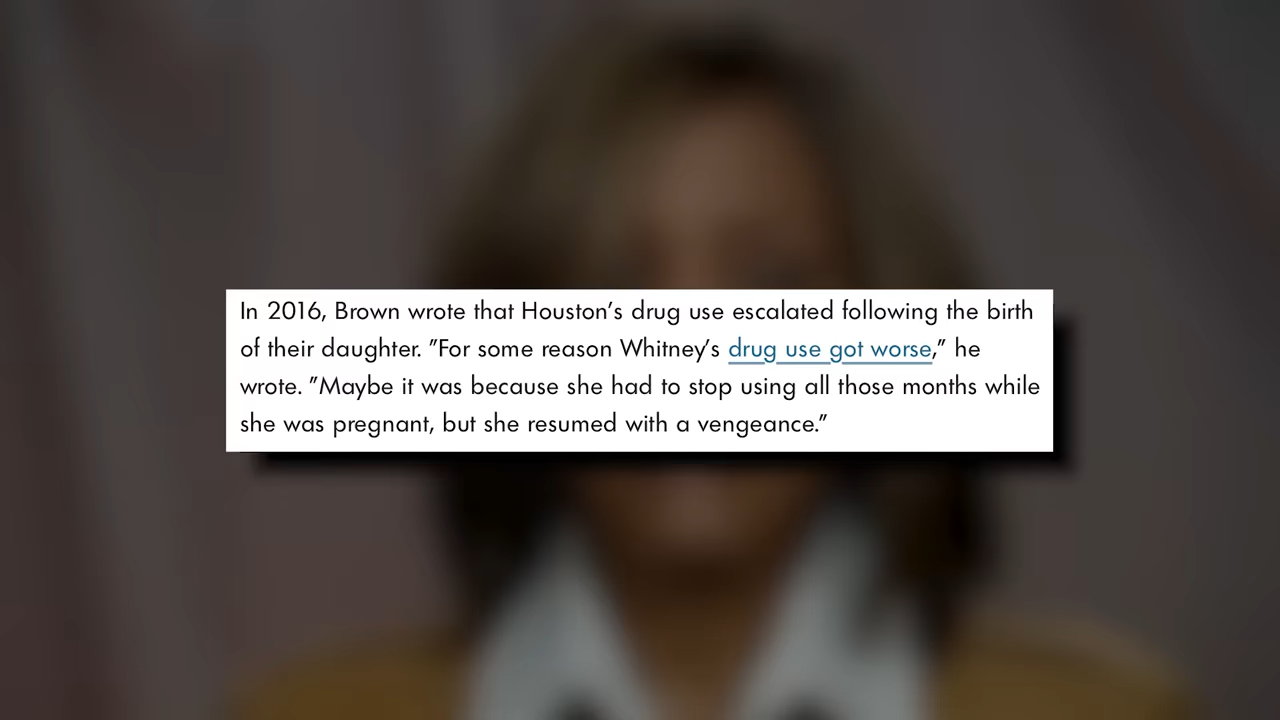 In 2016, Brown wrote that Houston’s drug use escalated following the birth
of their daughter. ”For some reason Whitney’s drug use got worse,” he
wrote. ”Maybe it was because she had to stop using all those months while
she was pregnant, but she resumed with a vengeance.”